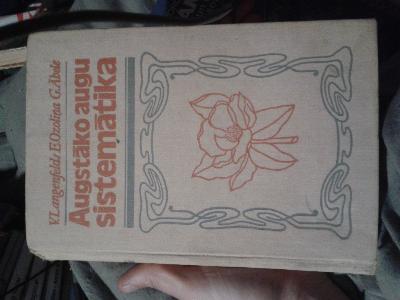 V.Langenfelds E.Ozoliņa G.Ābele
Augstāko augu
sistemātika